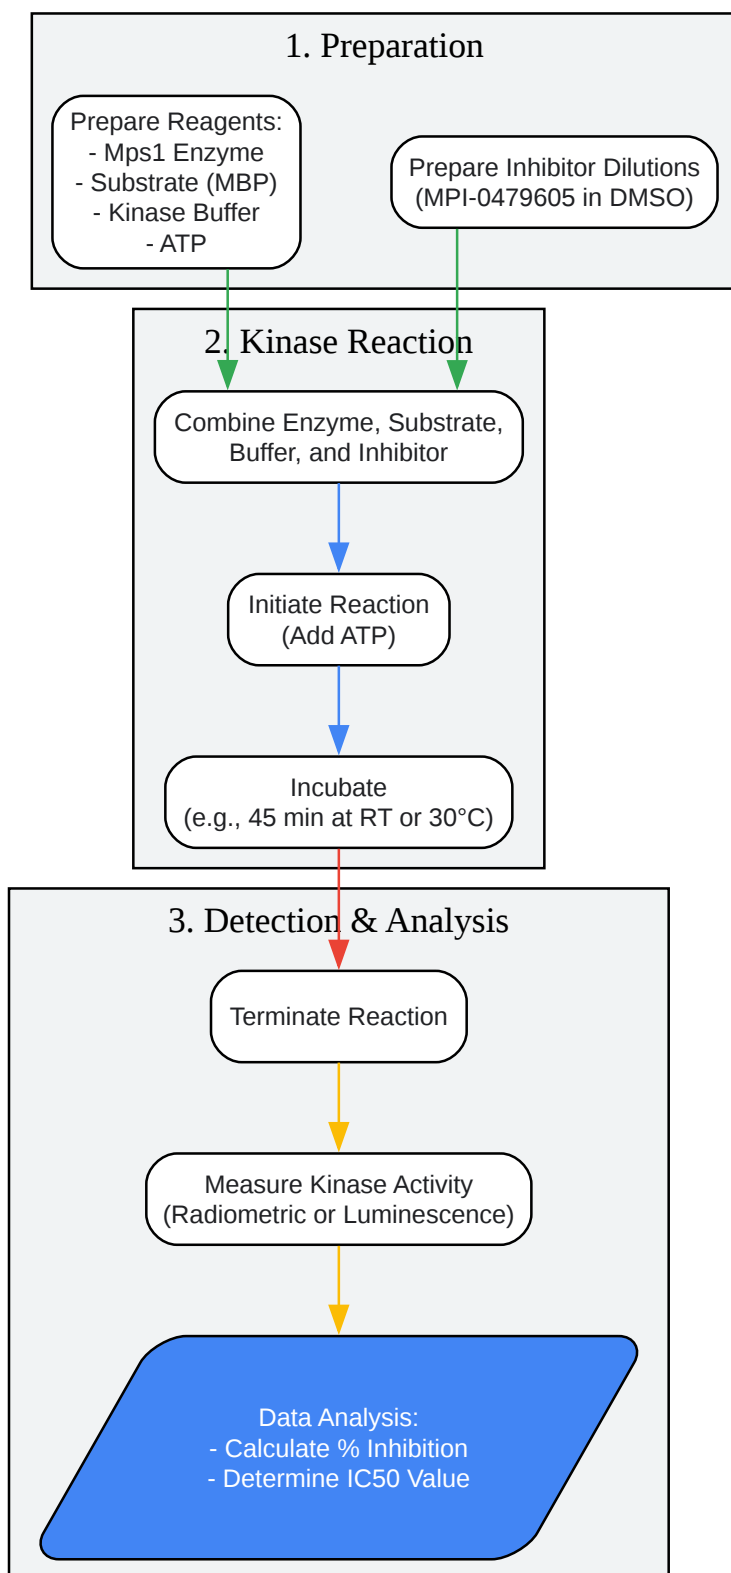 1. Preparation
Prepare Reagents:
- Mps1 Enzyme
- Substrate (MBP)
- Kinase Buffer
- ATP
Prepare Inhibitor Dilutions
(MPI-0479605 in DMSO)
2. Kinase Reaction
Combine Enzyme, Substrate,
Buffer, and Inhibitor
Initiate Reaction
(Add ATP)
Incubate
(e.g., 45 min at RT or 30°C)
3. Detection & Analysis
Terminate Reaction
Measure Kinase Activity
(Radiometric or Luminescence)
Data Analysis:
- Calculate % Inhibition
- Determine IC50 Value